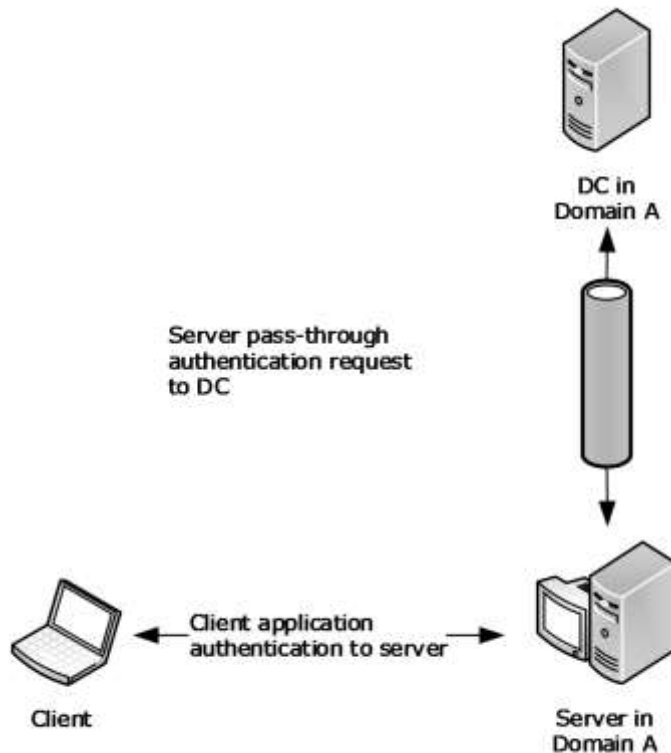 DC in
Domain A
Server pass-through
authentication request
to DC
Client application
authentication to server
Client
Server in
Domain A